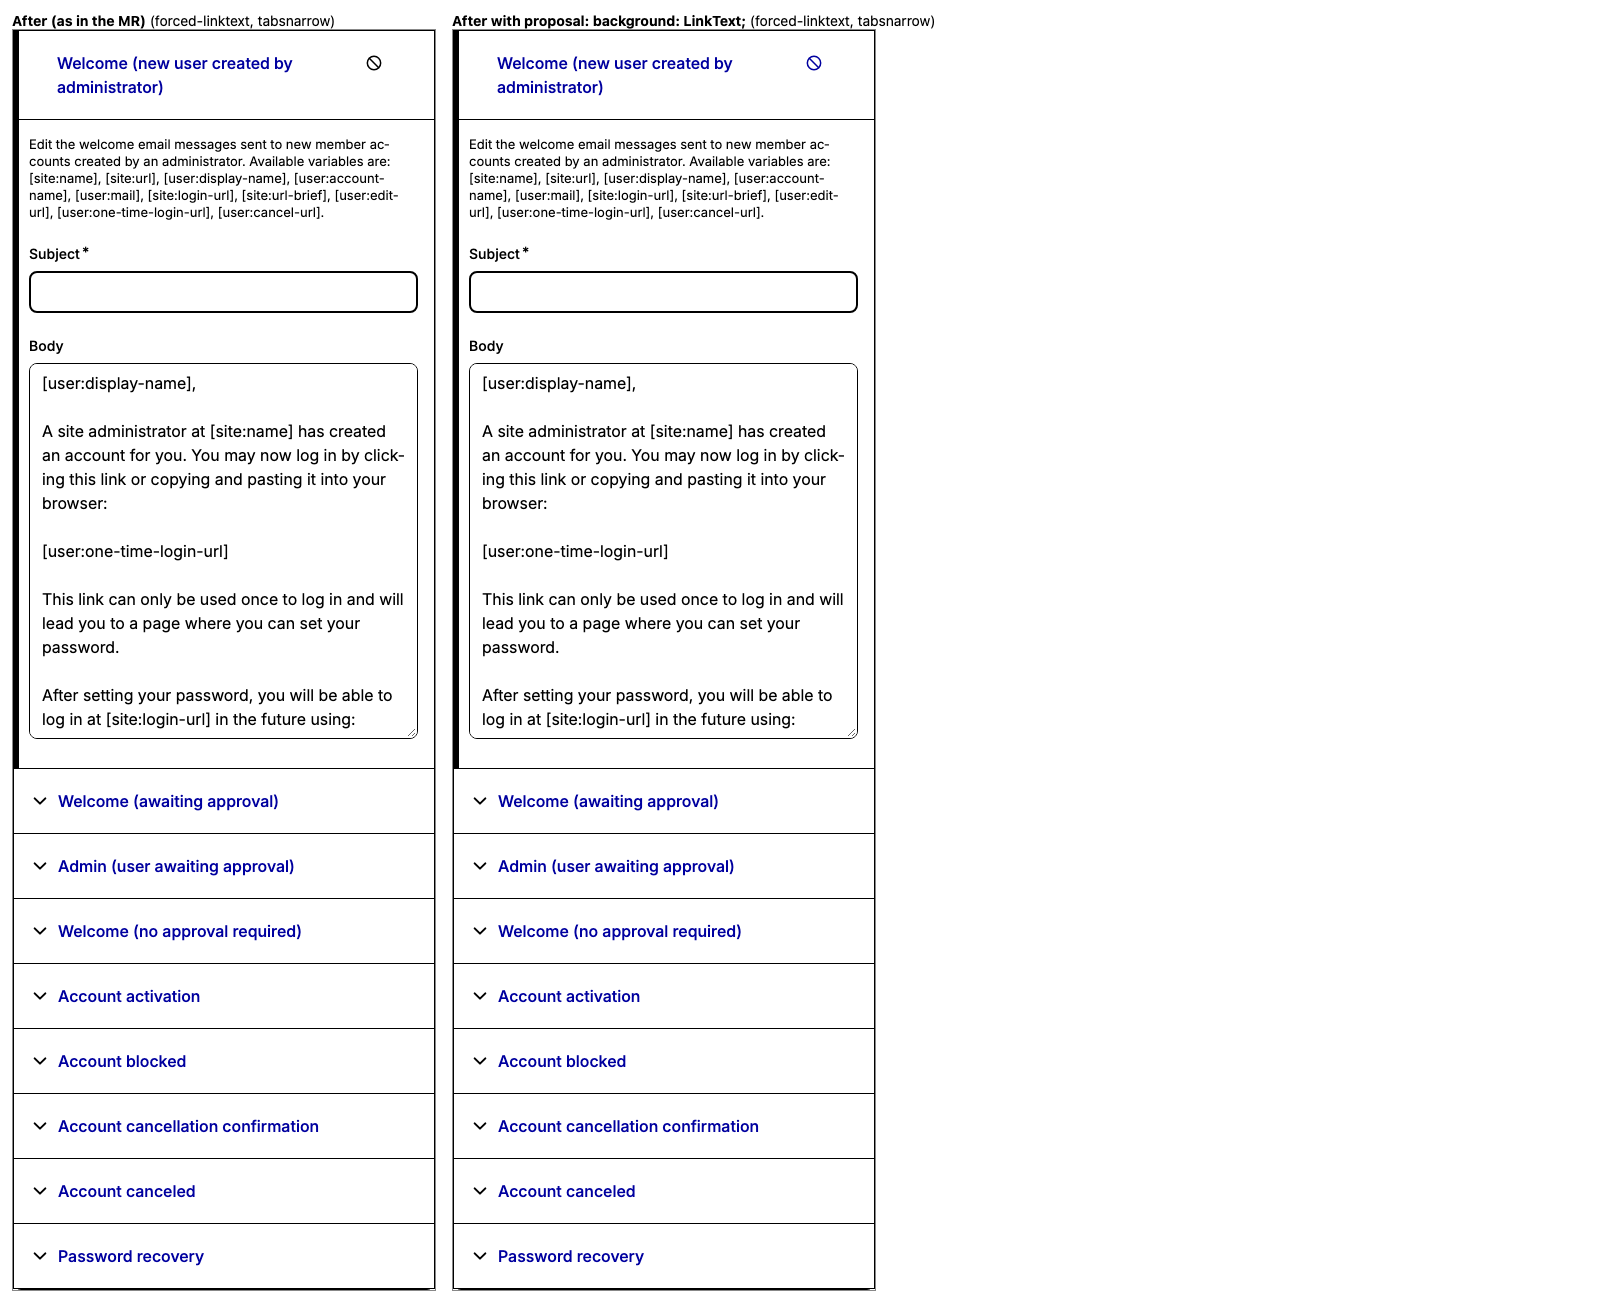 After (as in the MR) (forced-linktext, tabsnarrow)
Welcome (new user created by
administrator)
Edit the welcome email messages sent to new member ac-
counts created by an administrator. Available variables are:
[site:name], [site:url], [user:display-name], [user:account-
name], [user:mail], [site:login-url], [site:url-brief], [user:edit-
url], [user:one-time-login-url], [user:cancel-url].
Subject*
Body
[user:display-name],
A site administrator at [site:name] has created
an account for you. You may now log in by click-
ing this link or copying and pasting it into your
browser:
[user:one-time-login-url]
This link can only be used once to log in and will
lead you to a page where you can set your
password.
After setting your password, you will be able to
log in at [site:login-url] in the future using:
Welcome (awaiting approval)
Admin (user awaiting approval)
Welcome (no approval required)
Account activation
Account blocked
Account cancellation confirmation
Account canceled
Password recovery
After with proposal: background: LinkText; (forced-linktext, tabsnarrow)
Welcome (new user created by
administrator)
Edit the welcome email messages sent to new member ac-
counts created by an administrator. Available variables are:
[site:name], [site:url], [user:display-name], [user:account-
name], [user:mail], [site:login-url], [site:url-brief], [user:edit-
url], [user:one-time-login-url], [user:cancel-url].
Subject*
Body
[user:display-name],
A site administrator at [site:name] has created
an account for you. You may now log in by click-
ing this link or copying and pasting it into your
browser:
[user:one-time-login-url]
This link can only be used once to log in and will
lead you to a page where you can set your
password.
After setting your password, you will be able to
log in at [site:login-url] in the future using:
Welcome (awaiting approval)
Admin (user awaiting approval)
Welcome (no approval required)
Account activation
Account blocked
Account cancellation confirmation
Account canceled
Password recovery